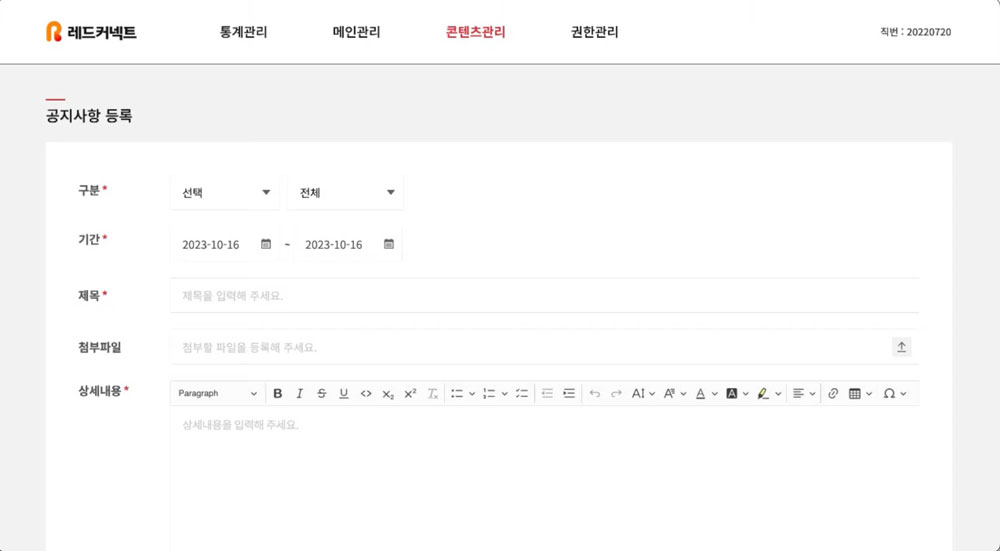 레드커넥트 통계관리 메인관리 콘텐츠관리 권한관리 직번 : 20220720
공지사항 등록
구분* 선택 전체
기간* 2023-10-16 ~ 2023-10-16
제목* 제목을 입력해 주세요.
첨부파일 첨부할 파일을 등록해 주세요.
상세내용* Paragraph
상세내용을 입력해 주세요.